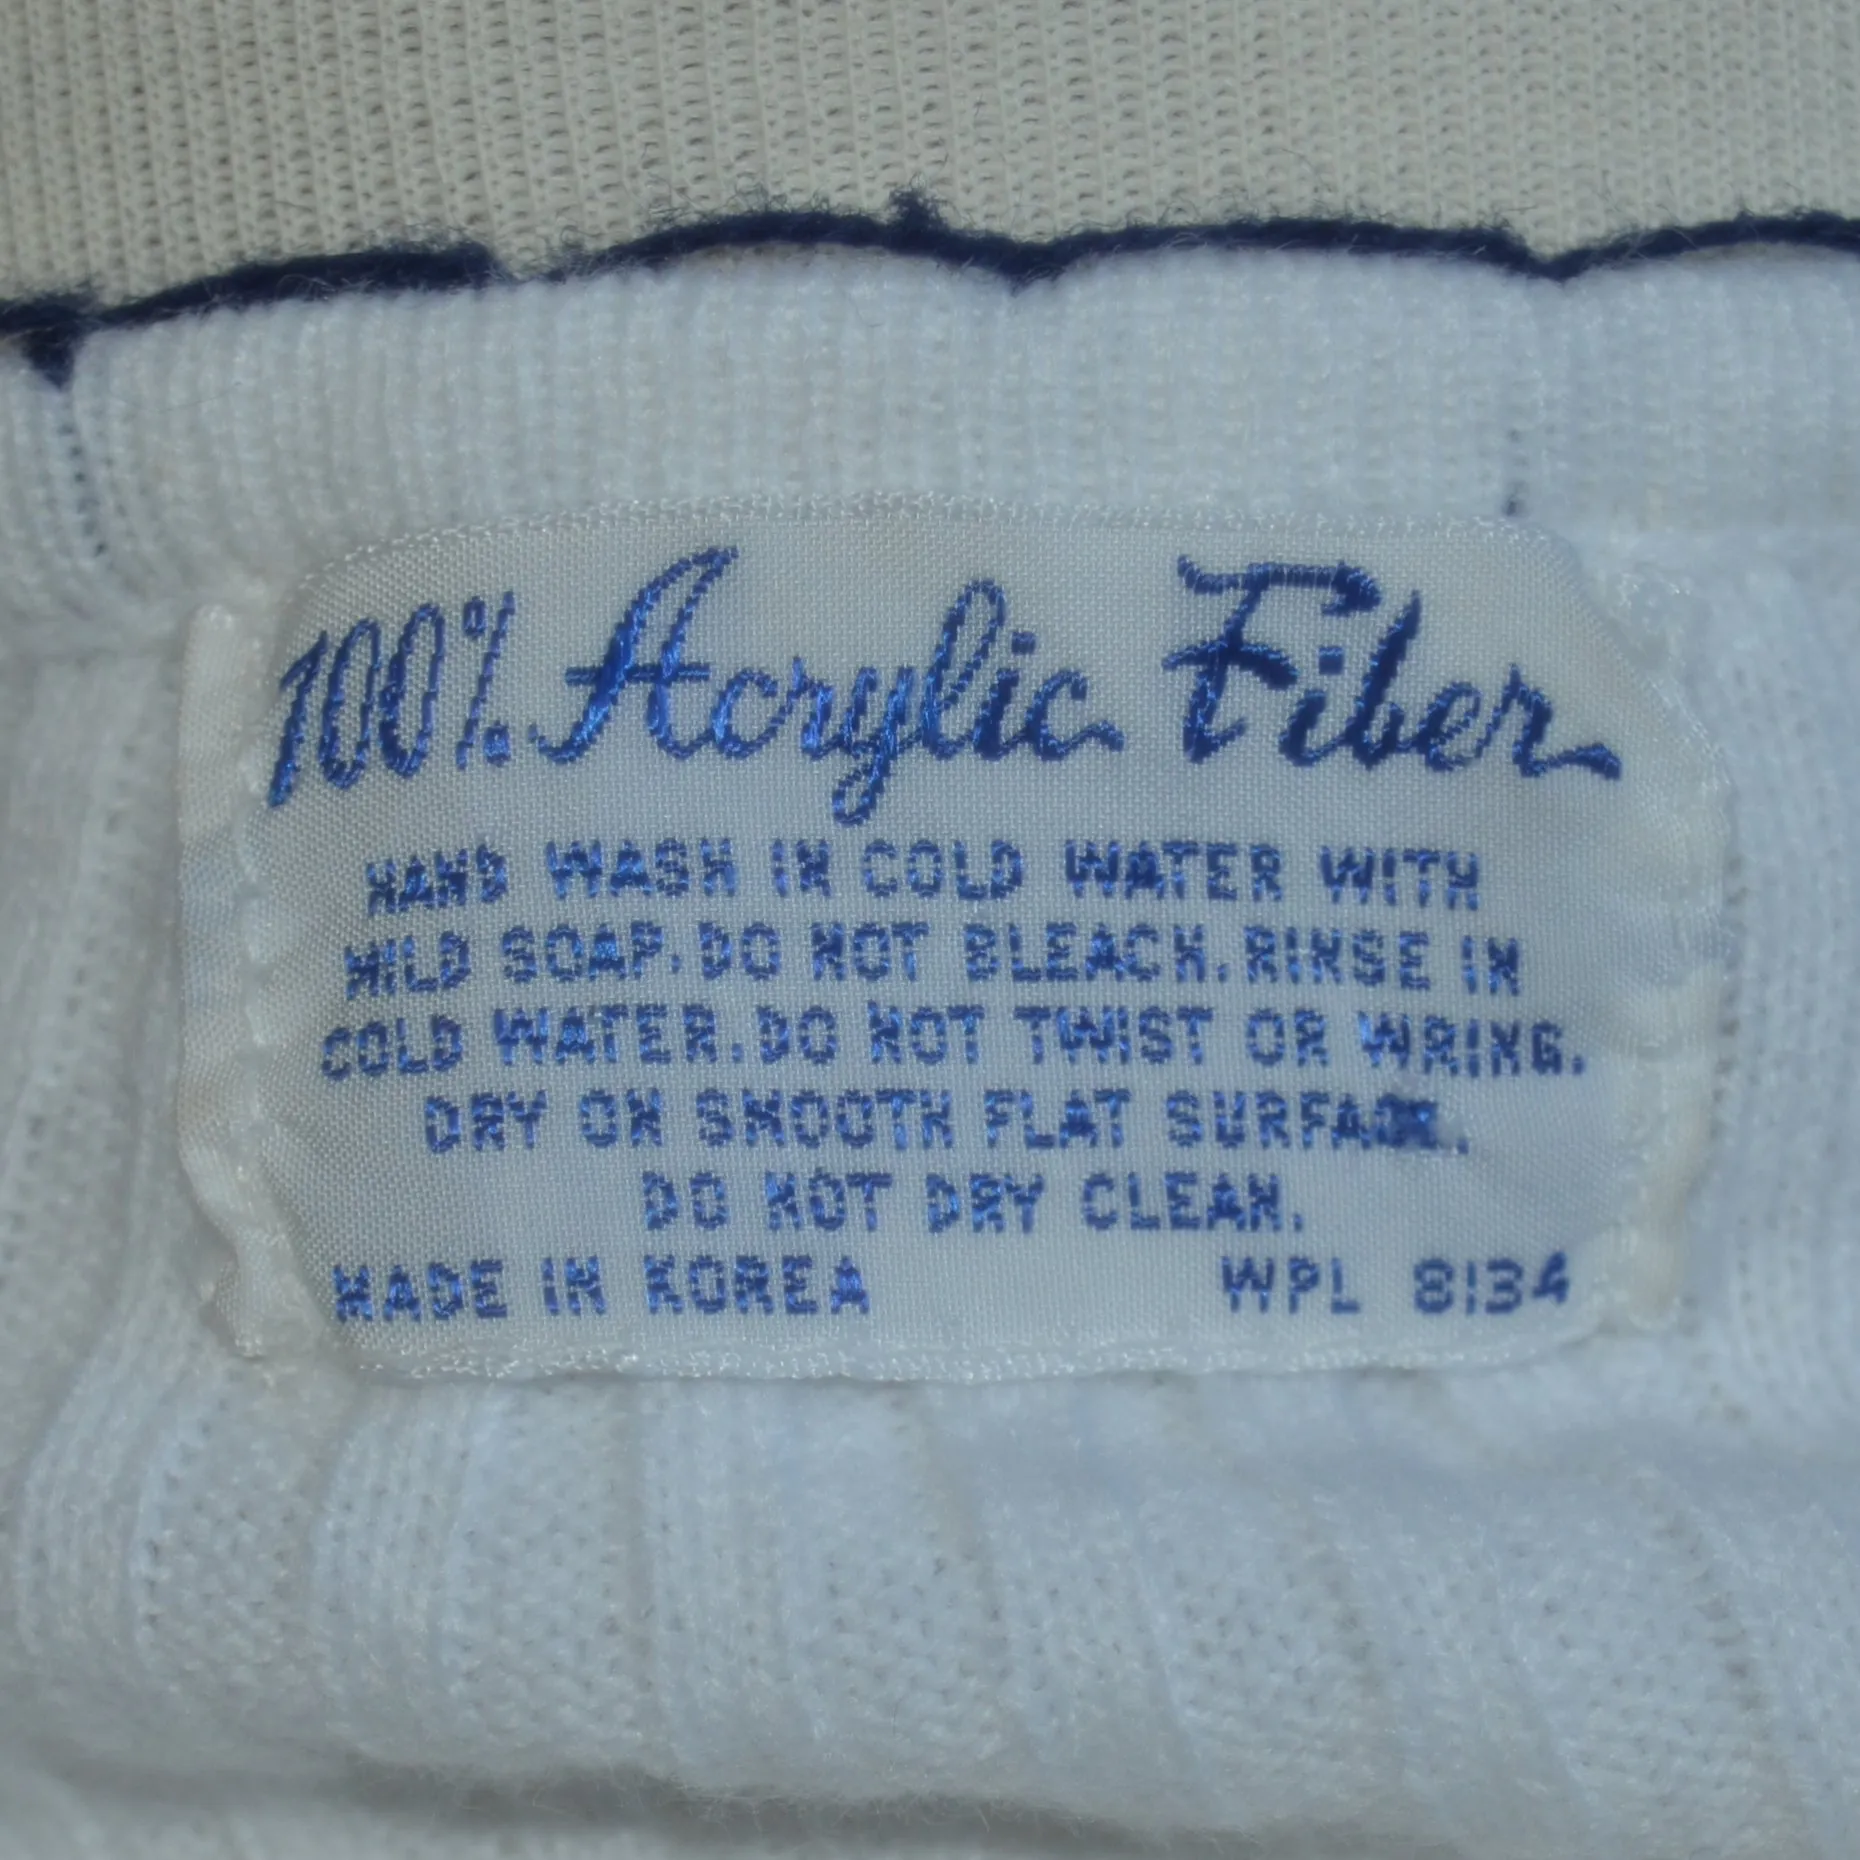 100% Acrylic Fiber
HAND WASH IN COLD WATER WITH
MILD SOAP. DO NOT BLEACH. RINSE IN
COLD WATER. DO NOT TWIST OR WRING.
DRY ON SMOOTH FLAT SURFACE.
DO NOT DRY CLEAN.
MADE IN KOREA WPL 8134